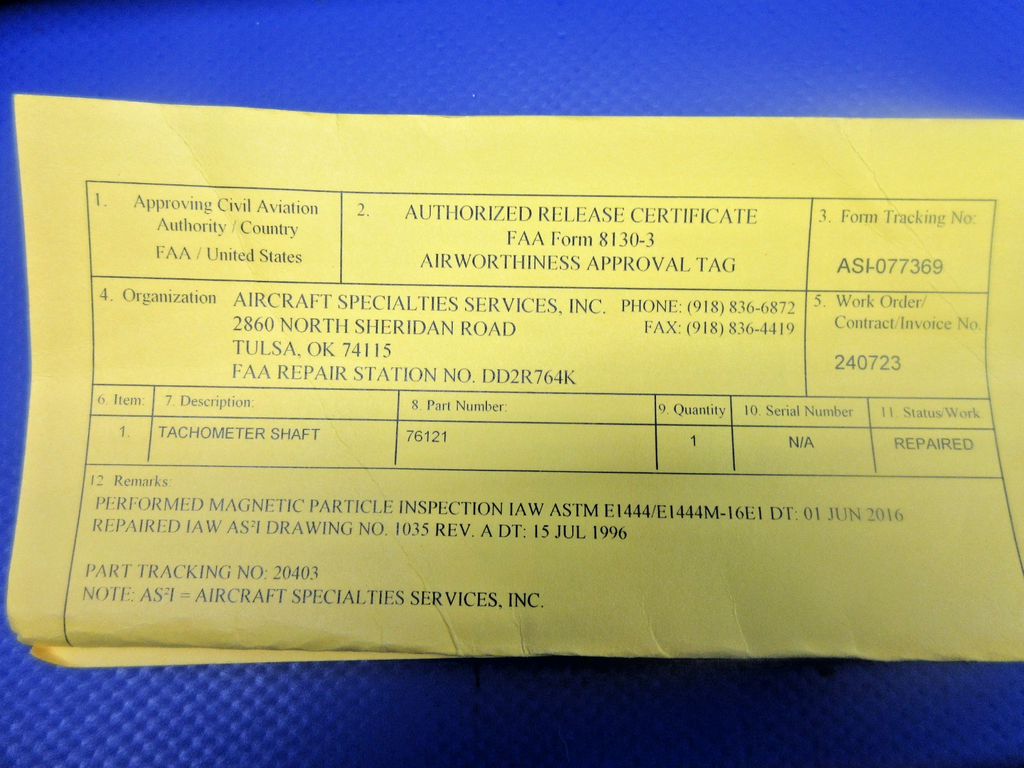 1. Approving Civil Aviation
Authority / Country
FAA / United States
2. AUTHORIZED RELEASE CERTIFICATE
FAA Form 8130-3
AIRWORTHINESS APPROVAL TAG
3. Form Tracking No:
ASI-077369
4. Organization AIRCRAFT SPECIALTIES SERVICES, INC. PHONE: (918) 836-6872
2860 NORTH SHERIDAN ROAD FAX: (918) 836-4419
TULSA, OK 74115
FAA REPAIR STATION NO. DD2R764K
5. Work Order/
Contract/Invoice No.
240723
6. Item: 7. Description: 8. Part Number: 9. Quantity 10. Serial Number 11. Status/Work
1. TACHOMETER SHAFT 76121 1 N/A REPAIRED
12 Remarks:
PERFORMED MAGNETIC PARTICLE INSPECTION IAW ASTM E1444/E1444M-16E1 DT: 01 JUN 2016
REPAIRED IAW AS²I DRAWING NO. 1035 REV. A DT: 15 JUL 1996
PART TRACKING NO: 20403
NOTE: AS²I = AIRCRAFT SPECIALTIES SERVICES, INC.